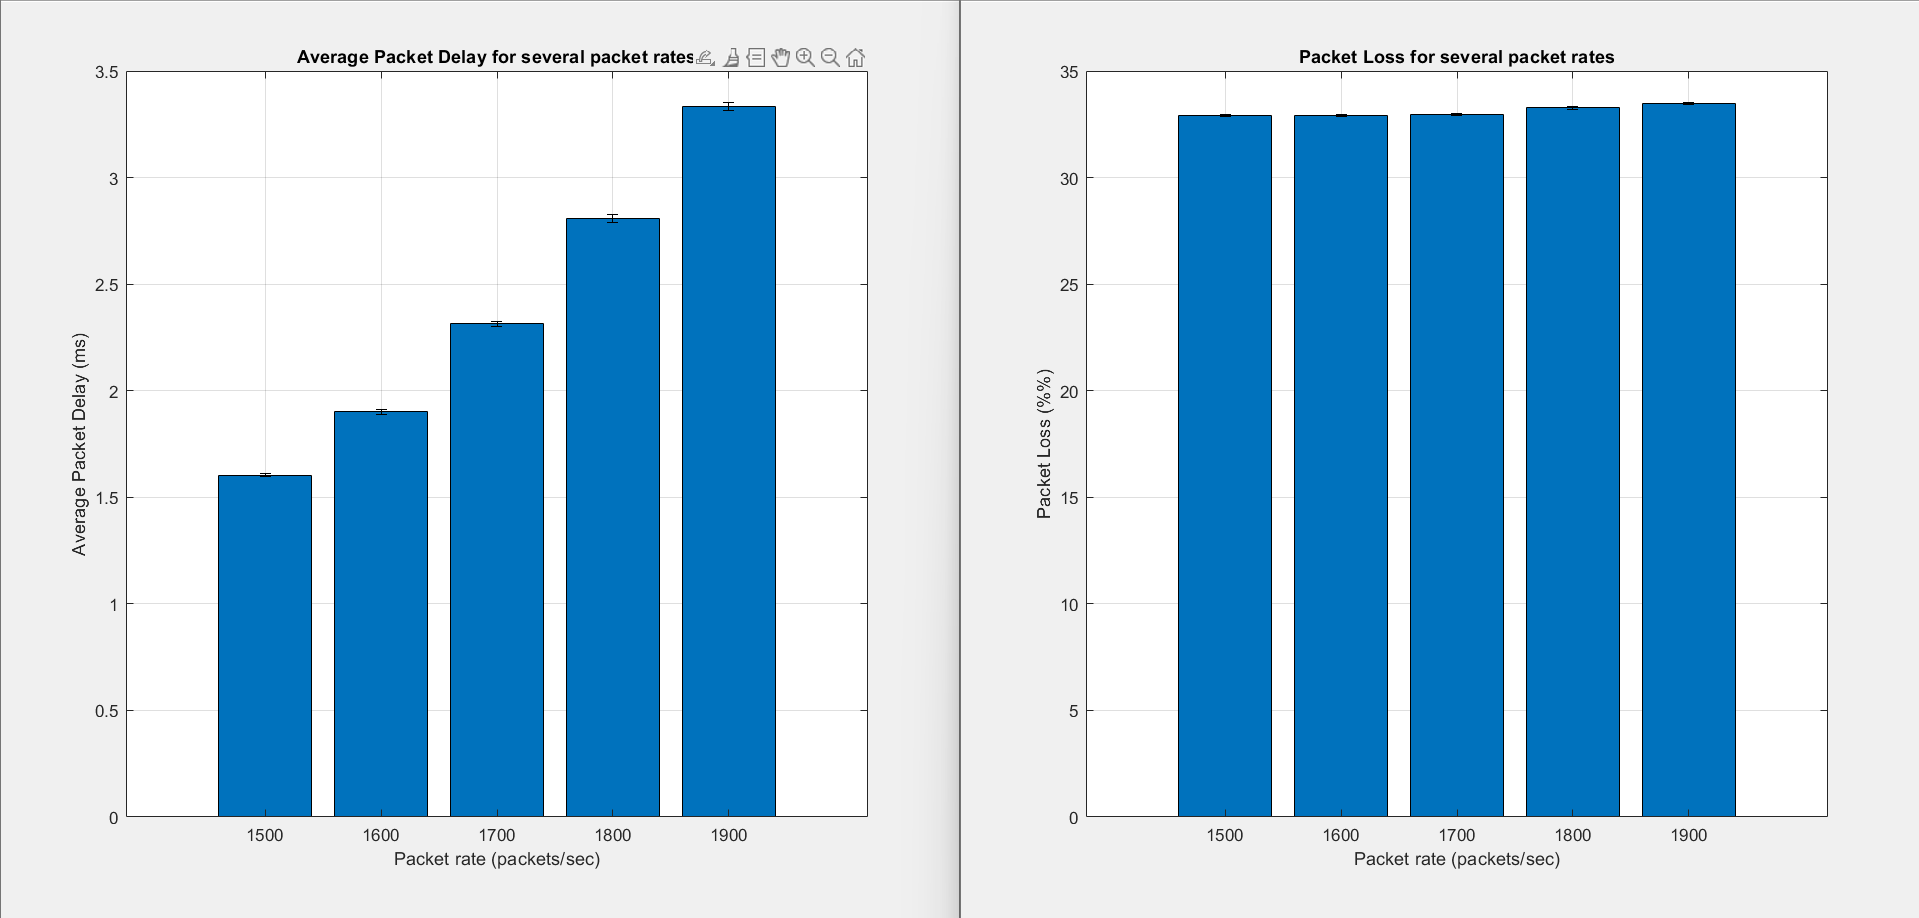 Average Packet Delay for several packet rates
3.5
3
2.5
2
1.5
1
0.5
0
Average Packet Delay (ms)
1500 1600 1700 1800 1900
Packet rate (packets/sec)
Packet Loss for several packet rates
35
30
25
20
15
10
5
0
Packet Loss (%%)
1500 1600 1700 1800 1900
Packet rate (packets/sec)